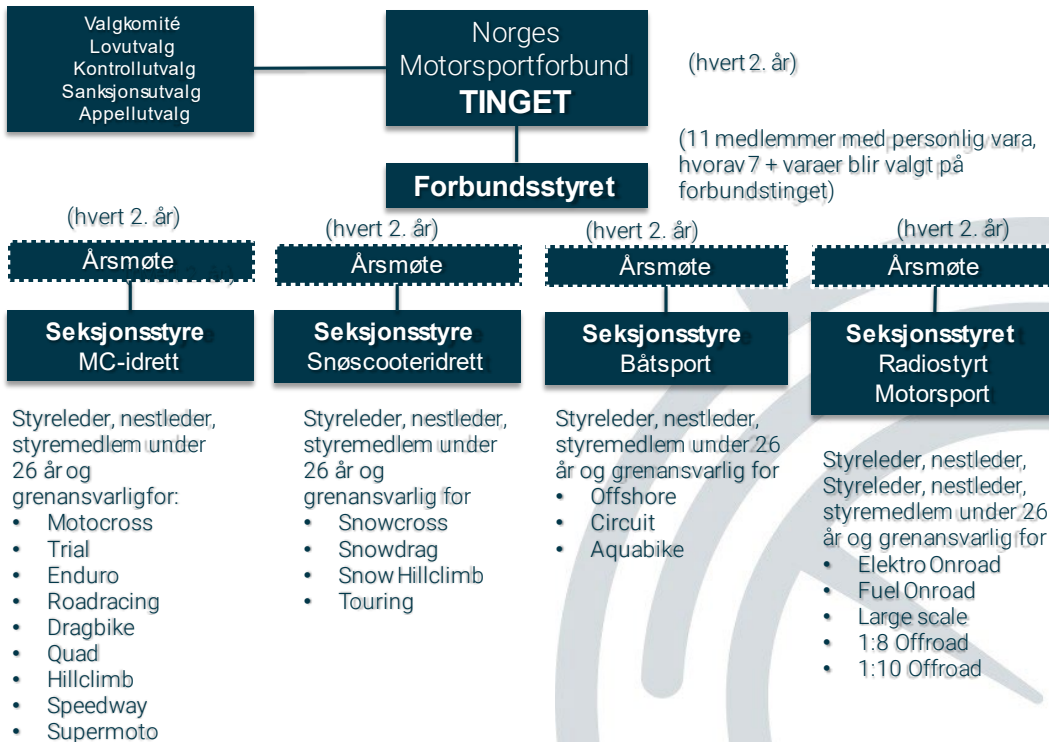 Valgkomité
Lovutvalg
Kontrollutvalg
Sanksjonsutvalg
Appellutvalg
Norges
Motorsportforbund
TINGET
(hvert 2. år)
(11 medlemmer med personlig vara,
hvorav 7 + varaer blir valgt på
forbundstinget)
Forbundsstyret
(hvert 2. år)
Årsmøte
Seksjonsstyre
MC-idrett
Styreleder, nestleder,
styremedlem under
26 år og
grenansvarligfor:
• Motocross
• Trial
• Enduro
• Roadracing
• Dragbike
• Quad
• Hillclimb
• Speedway
• Supermoto
(hvert 2. år)
Årsmøte
Seksjonsstyre
Snøscooteridrett
Styreleder, nestleder,
styremedlem under
26 år og
grenansvarlig for
• Snowcross
• Snowdrag
• Snow Hillclimb
• Touring
(hvert 2. år)
Årsmøte
Seksjonsstyre
Båtsport
Styreleder, nestleder,
styremedlem under 26
år og grenansvarlig for
• Offshore
• Circuit
• Aquabike
(hvert 2. år)
Årsmøte
Seksjonsstyret
Radiostyrt
Motorsport
Styreleder, nestleder,
Styreleder, nestleder,
styremedlem under 26
år og grenansvarlig for
• Elektro Onroad
• Fuel Onroad
• Large scale
• 1:8 Offroad
• 1:10 Offroad